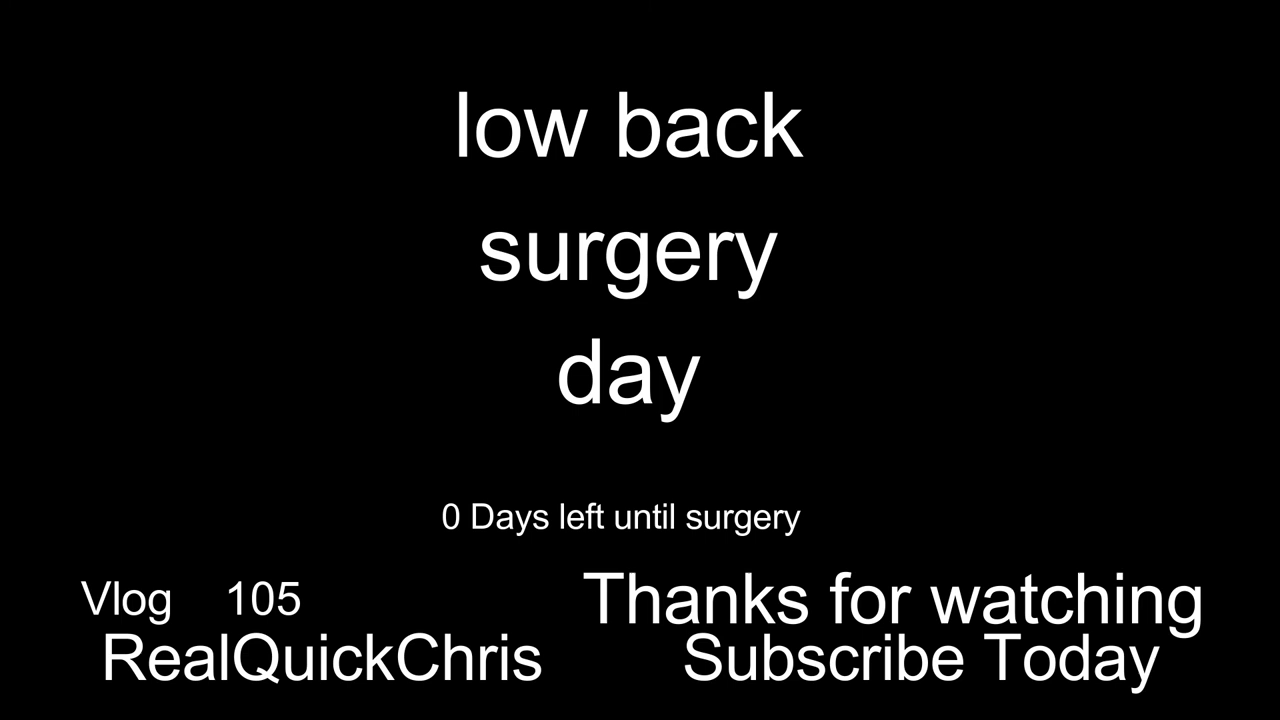 low back
surgery
day
0 Days left until surgery
Vlog 105
RealQuickChris
Thanks for watching
Subscribe Today